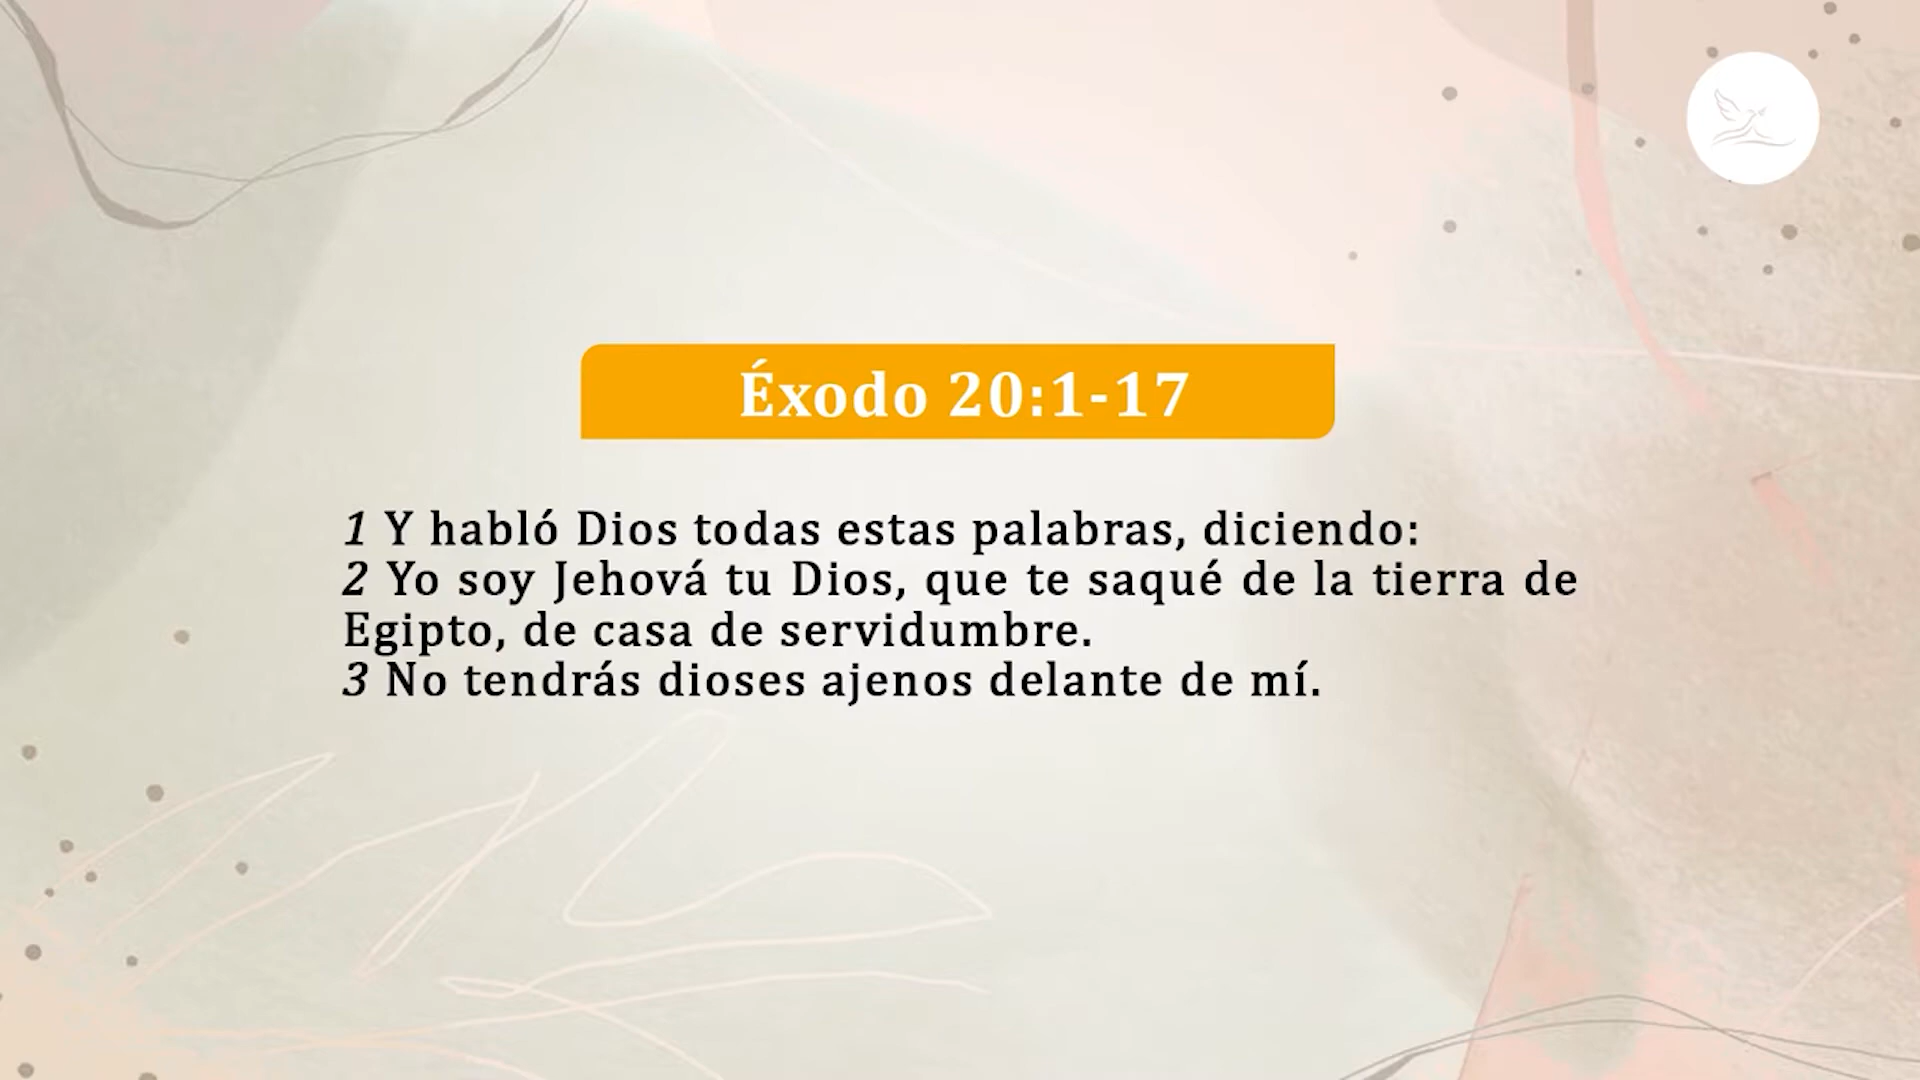 Éxodo 20:1-17
1 Y habló Dios todas estas palabras, diciendo:
2 Yo soy Jehová tu Dios, que te saqué de la tierra de
Egipto, de casa de servidumbre.
3 No tendrás dioses ajenos delante de mí.